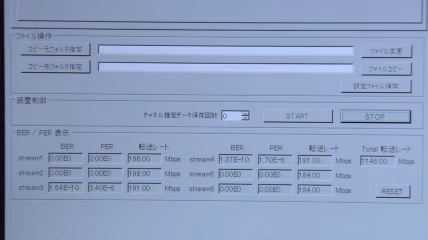 ファイル操作
コピー元フォルダ指定 ファイル変更
コピー先フォルダ指定 ファイルコピー
設定ファイル保存
装置制御
チャネル推定データ保存回数 0 START STOP
BER / PER 表示
BER PER 転送レート BER PER 転送レート Total 転送レート
stream1 0.00E0 0.00E0 198.00 Mbps stream4 1.37E-10 1.70E-6 191.00 Mbps 1146.00 Mbps
stream2 0.00E0 0.00E0 198.00 Mbps stream5 0.00E0 0.00E0 184.00 Mbps
stream3 1.64E-10 3.40E-6 191.00 Mbps stream6 0.00E0 0.00E0 184.00 Mbps RESET